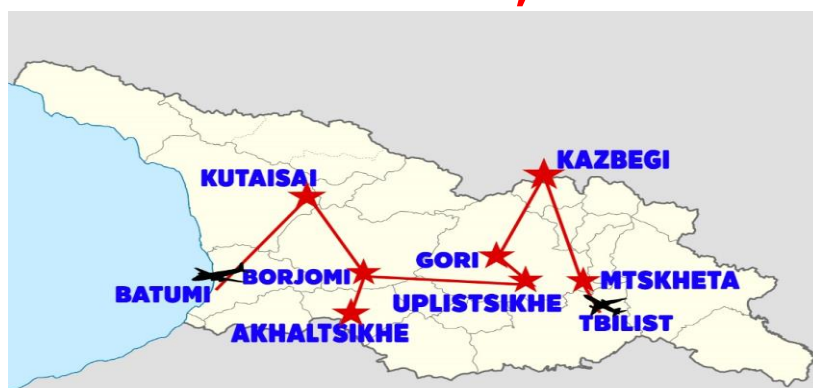 KAZBEGI
KUTAISAI
GORI
MTSKHETA
BORJOMI
BATUMI
UPLISTSIKHE
TBILIST
AKHALTSIKHE